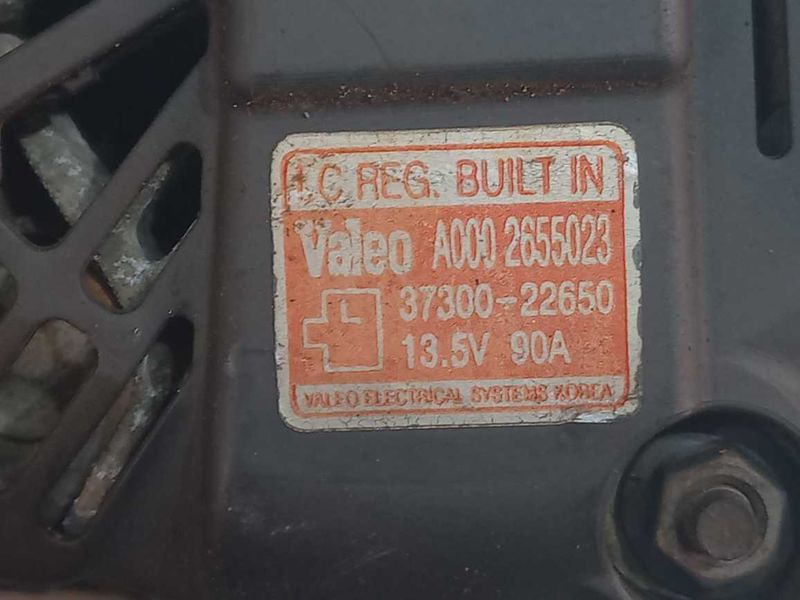 I.C REG. BUILT IN
Valeo A000 2655023
37300-22650
L
13.5V 90A
VALEO ELECTRICAL SYSTEMS KOREA